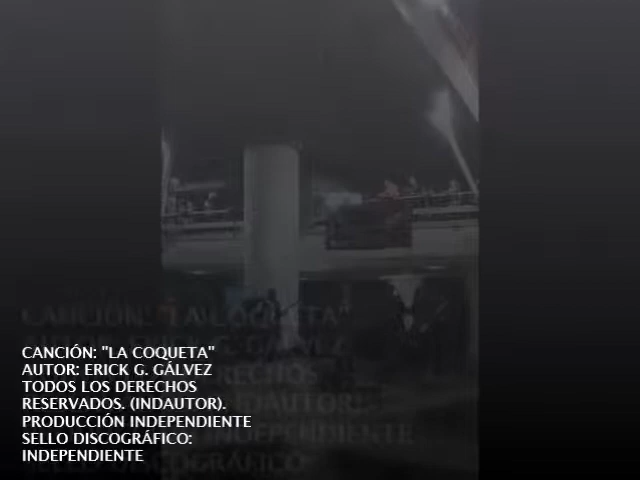 CANCIÓN: "LA COQUETA"
AUTOR: ERICK G. GÁLVEZ
TODOS LOS DERECHOS
RESERVADOS. (INDAUTOR).
PRODUCCIÓN INDEPENDIENTE
SELLO DISCOGRÁFICO:
INDEPENDIENTE